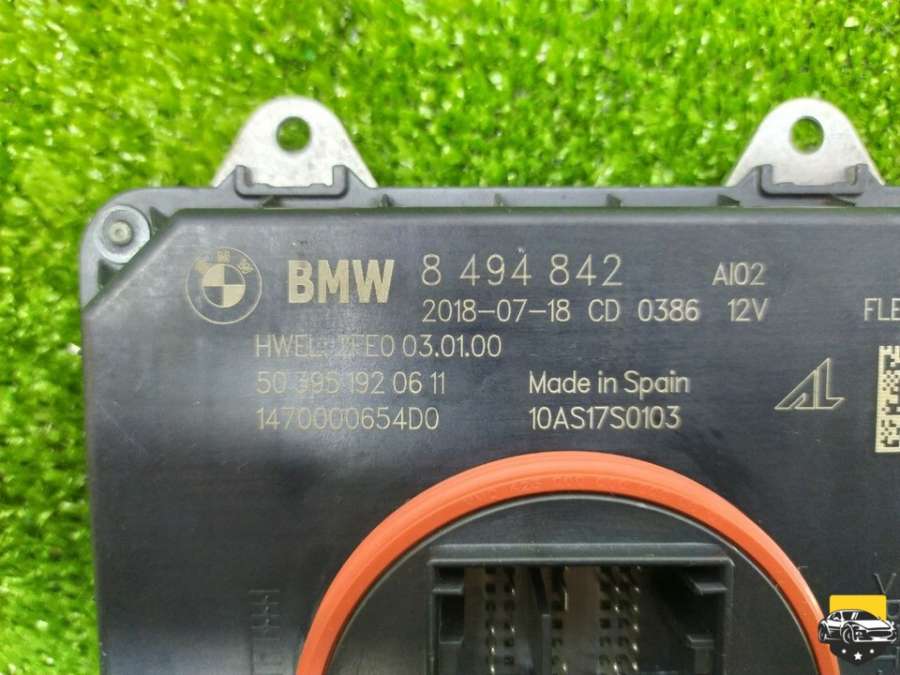 BMW 8 494 842 AI02
2018-07-18 CD 0386 12V FLE
HWEL: 03.01.00
50 395 192 06 11 Made in Spain
1470000654D0 10AS17S0103
AL